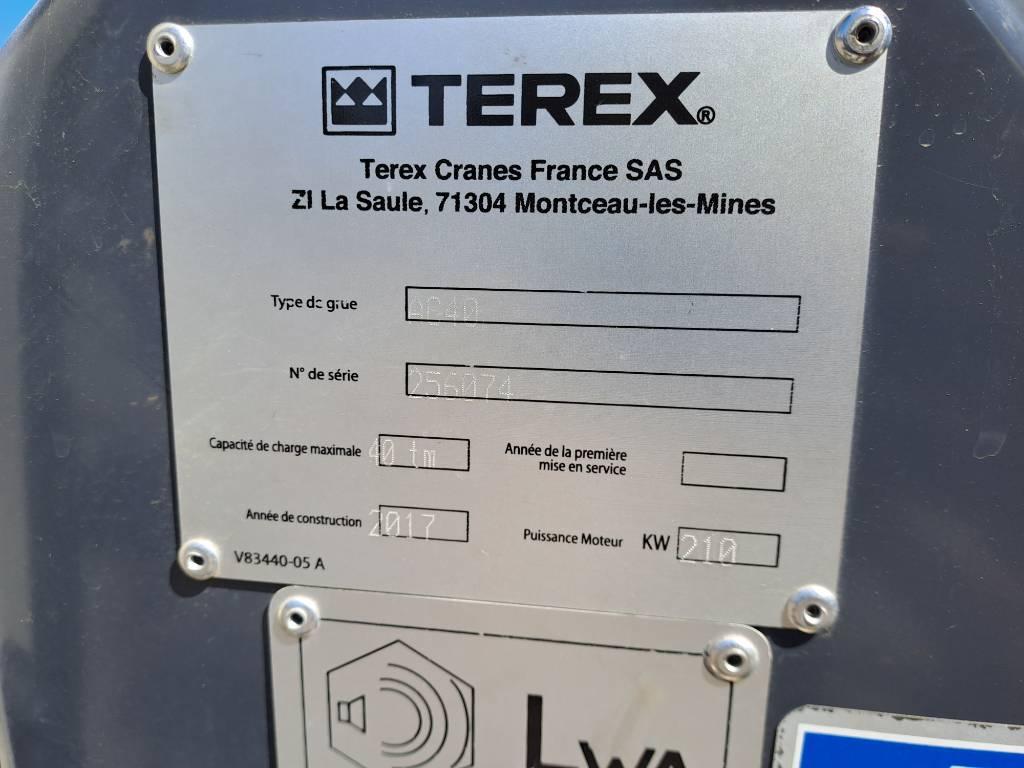 TEREX®
Terex Cranes France SAS
ZI La Saule, 71304 Montceau-les-Mines
Type de grue AC40
N° de série 256074
Capacité de charge maximale 40 tm
Année de la première
mise en service
Année de construction 2017
Puissance Moteur KW 210
V83440-05 A
LWA